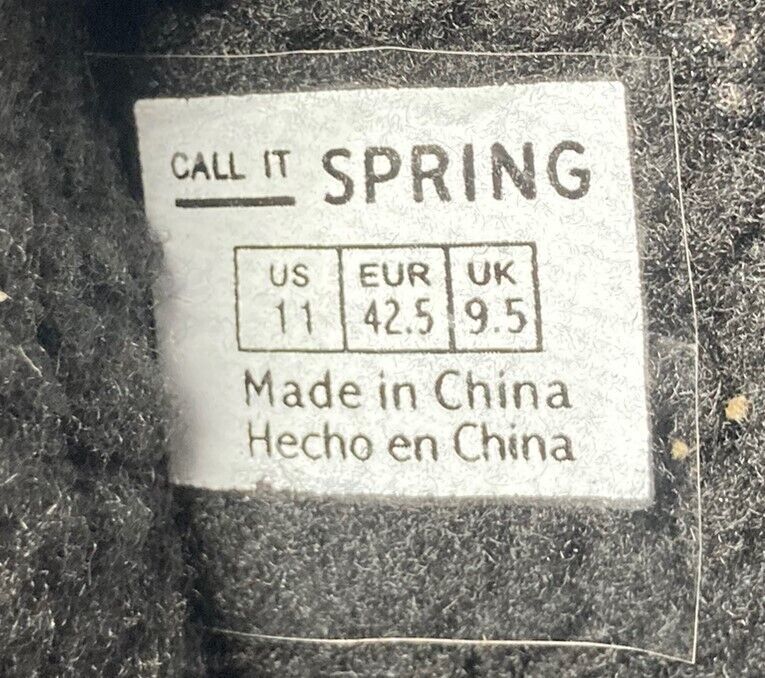 CALL IT SPRING
US EUR UK
11 42.5 9.5
Made in China
Hecho en China